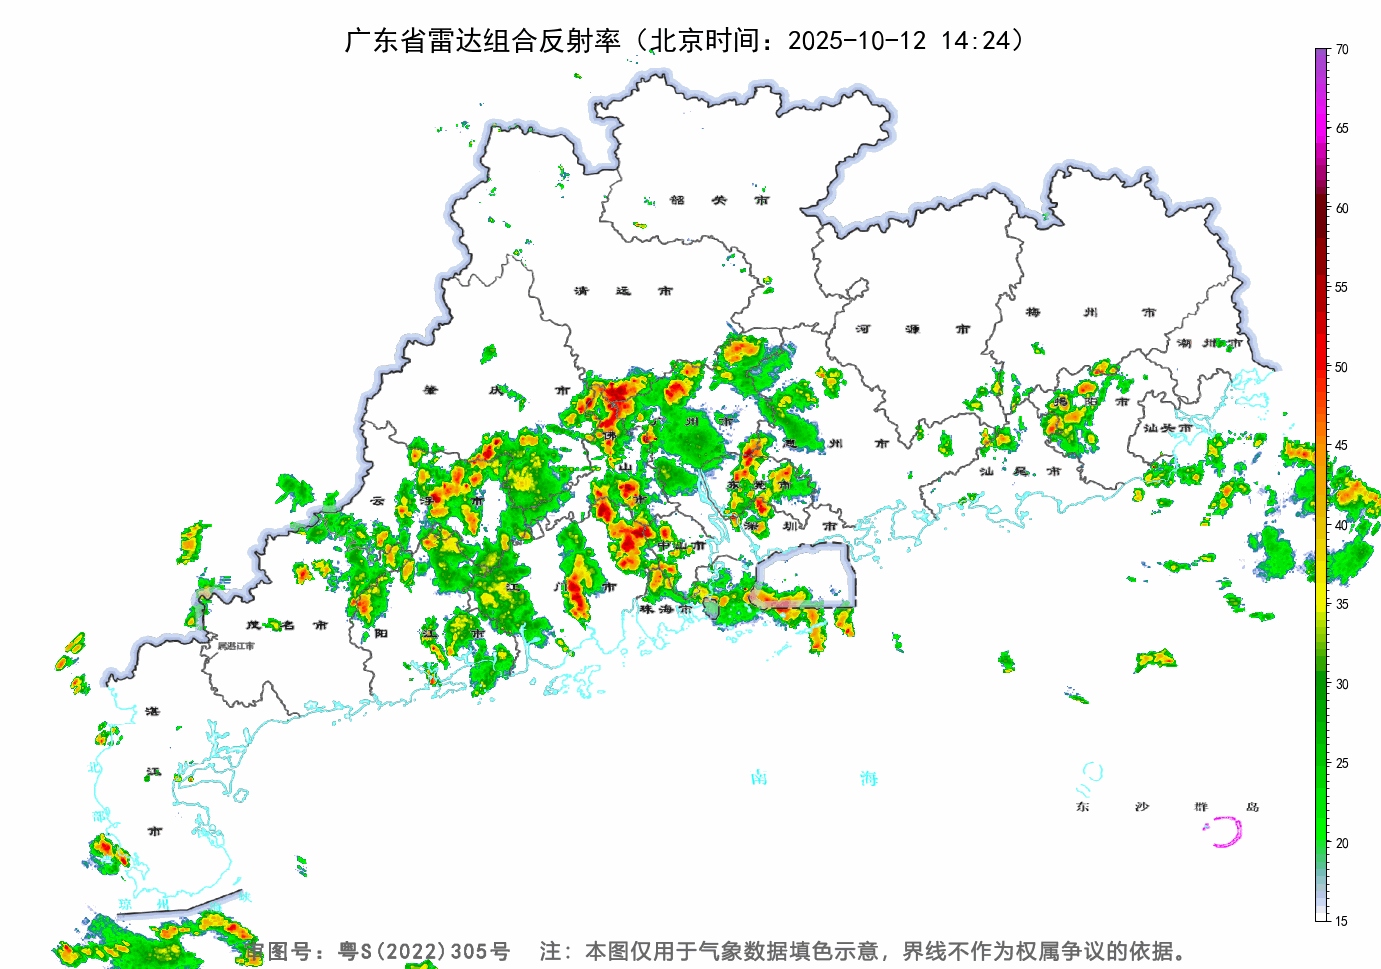 广东省雷达组合反射率（北京时间：2025-10-12 14:24）
70
65
60
55
50
45
40
35
30
25
20
15
韶 关 市
清 远 市
河 源 市
梅 州 市
潮 州 市
肇 庆 市
广 州 市
惠 州 市
揭 阳 市
汕头市
汕 尾 市
佛 山 市
东 莞 市
深 圳 市
云 浮 市
中山市
江 门 市
珠海市
茂 名 市
阳 江 市
属湛江市
湛 江 市
北 部
琼 州 海 峡
南 海
东 沙 群 岛
审图号：粤S(2022)305号 注：本图仅用于气象数据填色示意，界线不作为权属争议的依据。